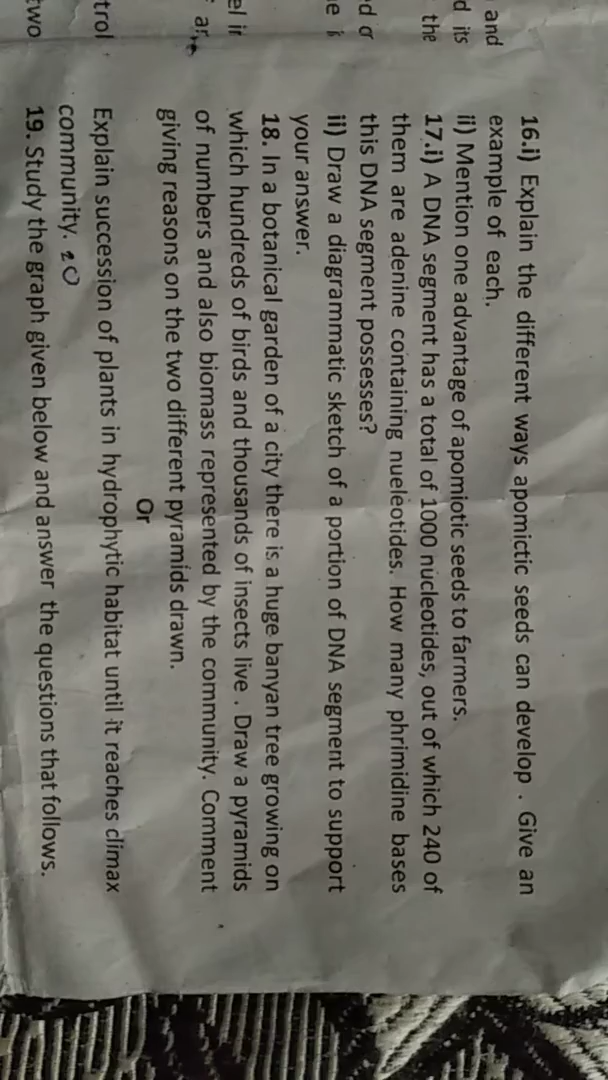 16.i) Explain the different ways apomictic seeds can develop . Give an
example of each.
ii) Mention one advantage of apomiotic seeds to farmers.
17.i) A DNA segment has a total of 1000 nucleotides, out of which 240 of
them are adenine containing nueleotides. How many phrimidine bases
this DNA segment possesses?
ii) Draw a diagrammatic sketch of a portion of DNA segment to support
your answer.
18. In a botanical garden of a city there is a huge banyan tree growing on
which hundreds of birds and thousands of insects live . Draw a pyramids
of numbers and also biomass represented by the community. Comment
giving reasons on the two different pyramids drawn.
Or
Explain succession of plants in hydrophytic habitat until it reaches climax
community. 20
19. Study the graph given below and answer the questions that follows.
and
its
the
trol
two